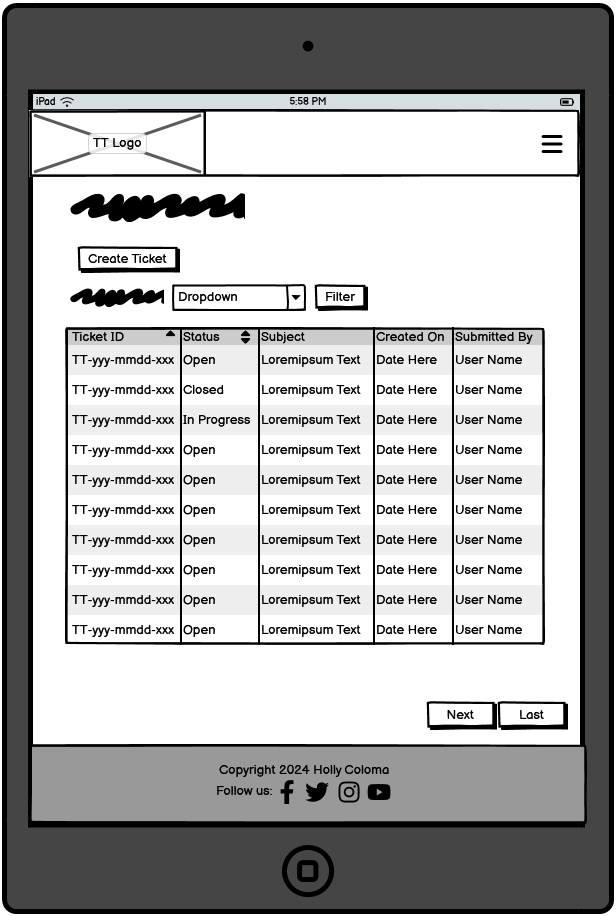 iPad 5:58 PM
TT Logo
Create Ticket
Dropdown Filter
Ticket ID Status Subject Created On Submitted By
TT-yyy-mmdd-xxx Open Loremipsum Text Date Here User Name
TT-yyy-mmdd-xxx Closed Loremipsum Text Date Here User Name
TT-yyy-mmdd-xxx In Progress Loremipsum Text Date Here User Name
TT-yyy-mmdd-xxx Open Loremipsum Text Date Here User Name
TT-yyy-mmdd-xxx Open Loremipsum Text Date Here User Name
TT-yyy-mmdd-xxx Open Loremipsum Text Date Here User Name
TT-yyy-mmdd-xxx Open Loremipsum Text Date Here User Name
TT-yyy-mmdd-xxx Open Loremipsum Text Date Here User Name
TT-yyy-mmdd-xxx Open Loremipsum Text Date Here User Name
TT-yyy-mmdd-xxx Open Loremipsum Text Date Here User Name
Next Last
Copyright 2024 Holly Coloma
Follow us: